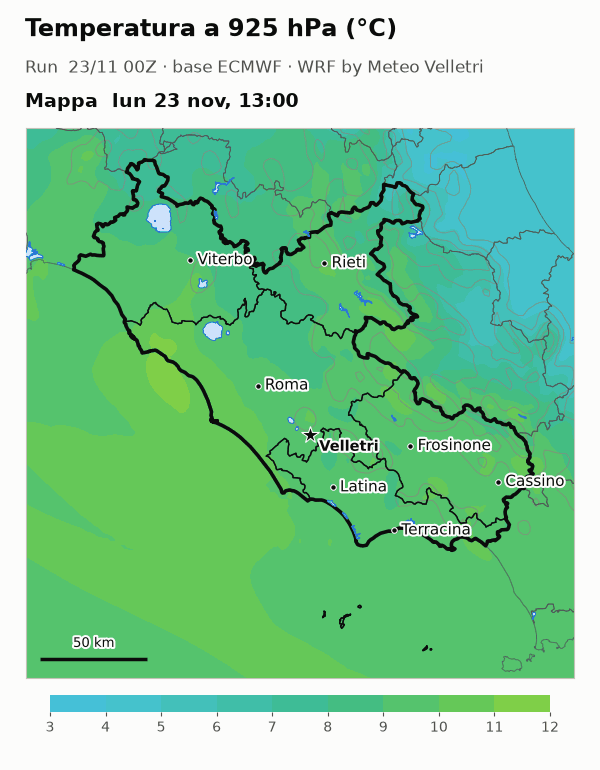 Temperatura a 925 hPa (°C)
Run  23/11 00Z · base ECMWF · WRF by Meteo Velletri
Mappa  lun 23 nov, 13:00
Viterbo
Rieti
Roma
Velletri
Frosinone
Latina
Cassino
Terracina
50 km
3 4 5 6 7 8 9 10 11 12